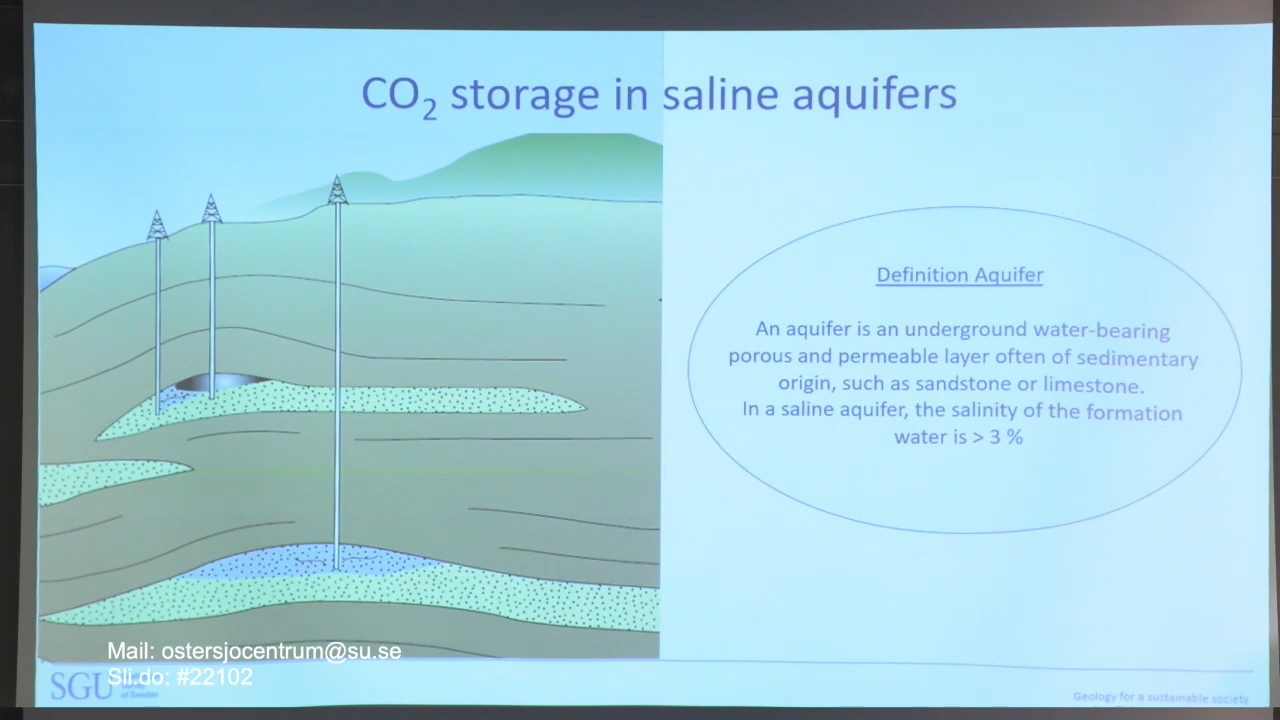 CO2 storage in saline aquifers
Definition Aquifer
An aquifer is an underground water-bearing
porous and permeable layer often of sedimentary
origin, such as sandstone or limestone.
In a saline aquifer, the salinity of the formation
water is > 3 %
Mail: ostersjocentrum@su.se
Sli.do: #22102
SGU
of Sweden
Geology for a sustainable society